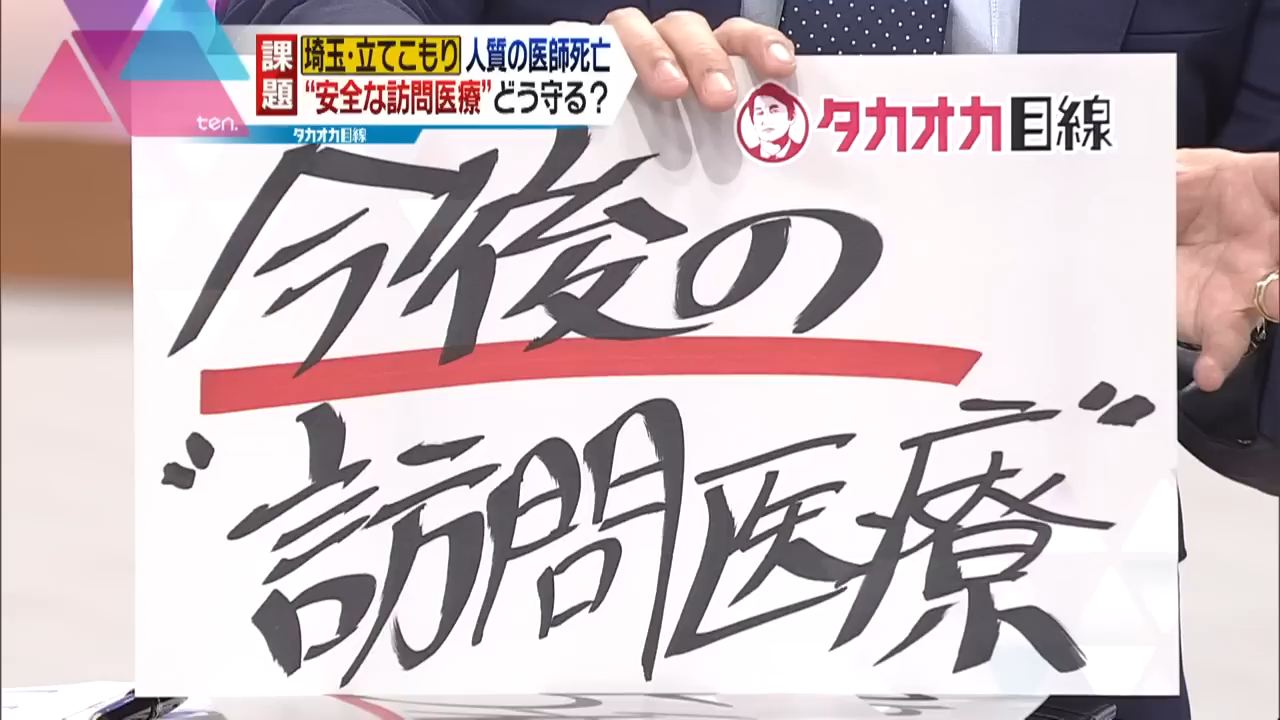 課題
埼玉・立てこもり 人質の医師死亡
“安全な訪問医療”どう守る？
ten.
タカオカ目線
タカオカ目線
今後の
“訪問医療”